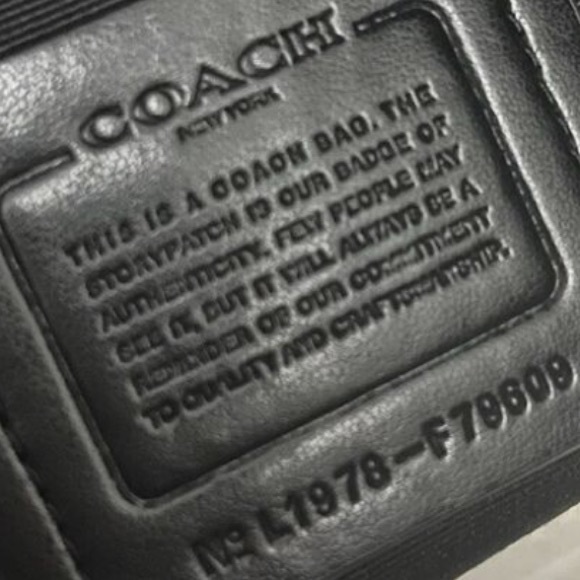 COACH
NEW YORK
THIS IS A COACH BAG. THE
STORYPATCH IS OUR BADGE OF
AUTHENTICITY. FEW PEOPLE MAY
SEE IT, BUT IT WILL ALWAYS BE A
REMINDER OF OUR COMMITMENT
TO QUALITY AND CRAFTSMANSHIP.
Nº L1978-F79609